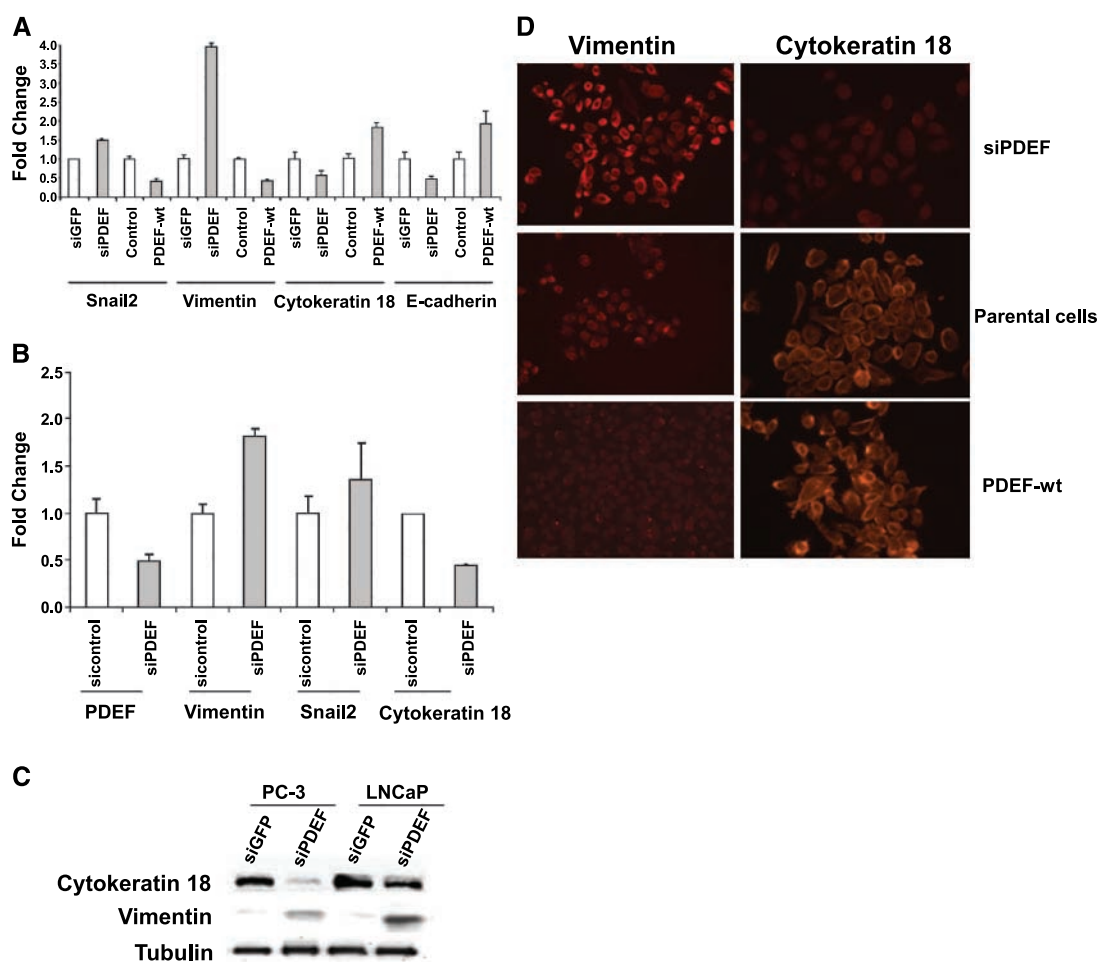 A
Fold Change
4.0
3.5
3.0
2.5
2.0
1.5
1.0
0.5
0.0
siGFP
siPDEF
Control
PDEF-wt
siGFP
siPDEF
Control
PDEF-wt
siGFP
siPDEF
Control
PDEF-wt
siGFP
siPDEF
Control
PDEF-wt
Snail2 Vimentin Cytokeratin 18 E-cadherin
B
Fold Change
2.5
2.0
1.5
1.0
0.5
0.0
sicontrol
siPDEF
sicontrol
siPDEF
sicontrol
siPDEF
sicontrol
siPDEF
PDEF Vimentin Snail2 Cytokeratin 18
C
PC-3 LNCaP
siGFP
siPDEF
siGFP
siPDEF
Cytokeratin 18
Vimentin
Tubulin
D
Vimentin Cytokeratin 18
siPDEF
Parental cells
PDEF-wt